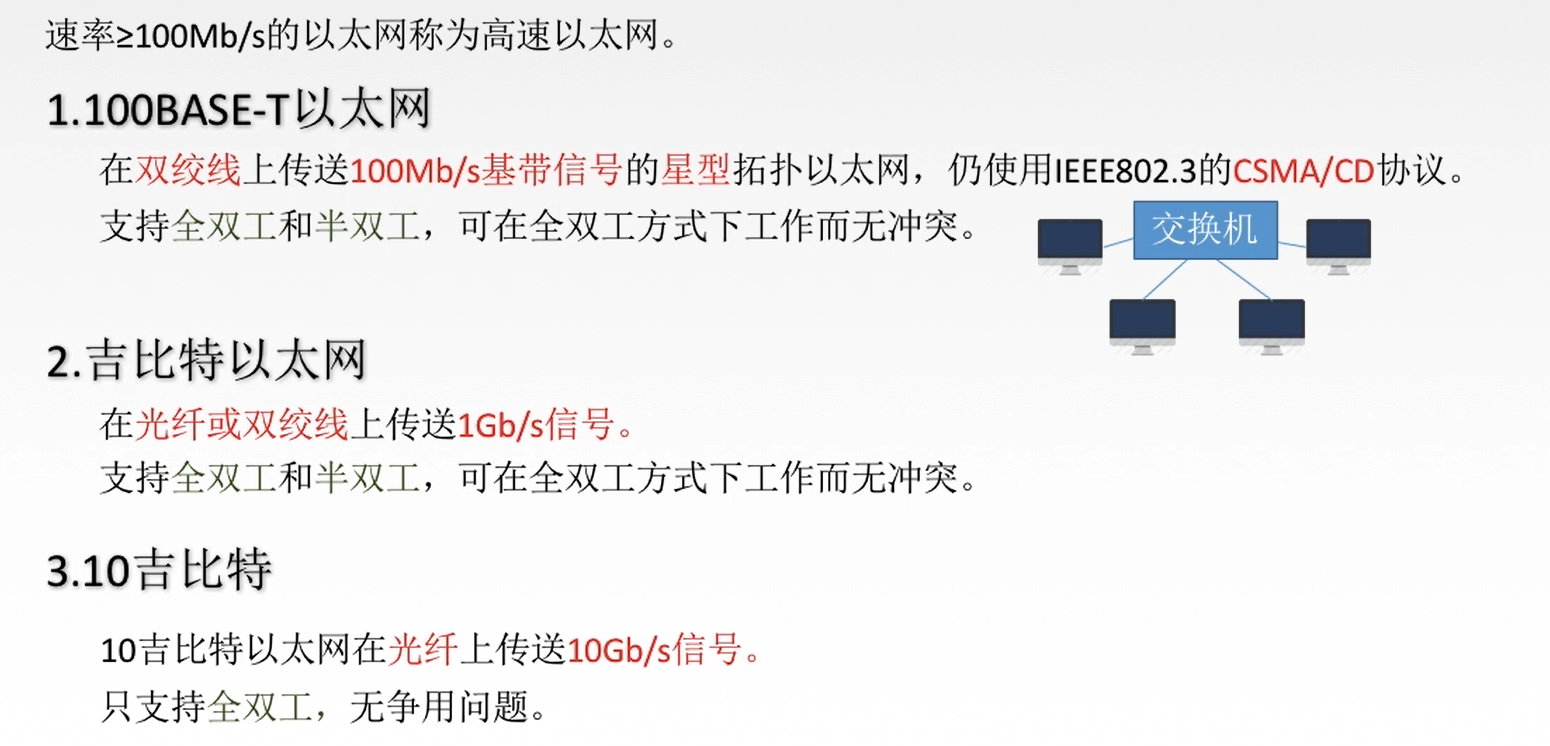 速率≥100Mb/s的以太网称为高速以太网。
1.100BASE-T以太网
在双绞线上传送100Mb/s基带信号的星型拓扑以太网，仍使用IEEE802.3的CSMA/CD协议。
支持全双工和半双工，可在全双工方式下工作而无冲突。
交换机
2.吉比特以太网
在光纤或双绞线上传送1Gb/s信号。
支持全双工和半双工，可在全双工方式下工作而无冲突。
3.10吉比特
10吉比特以太网在光纤上传送10Gb/s信号。
只支持全双工，无争用问题。